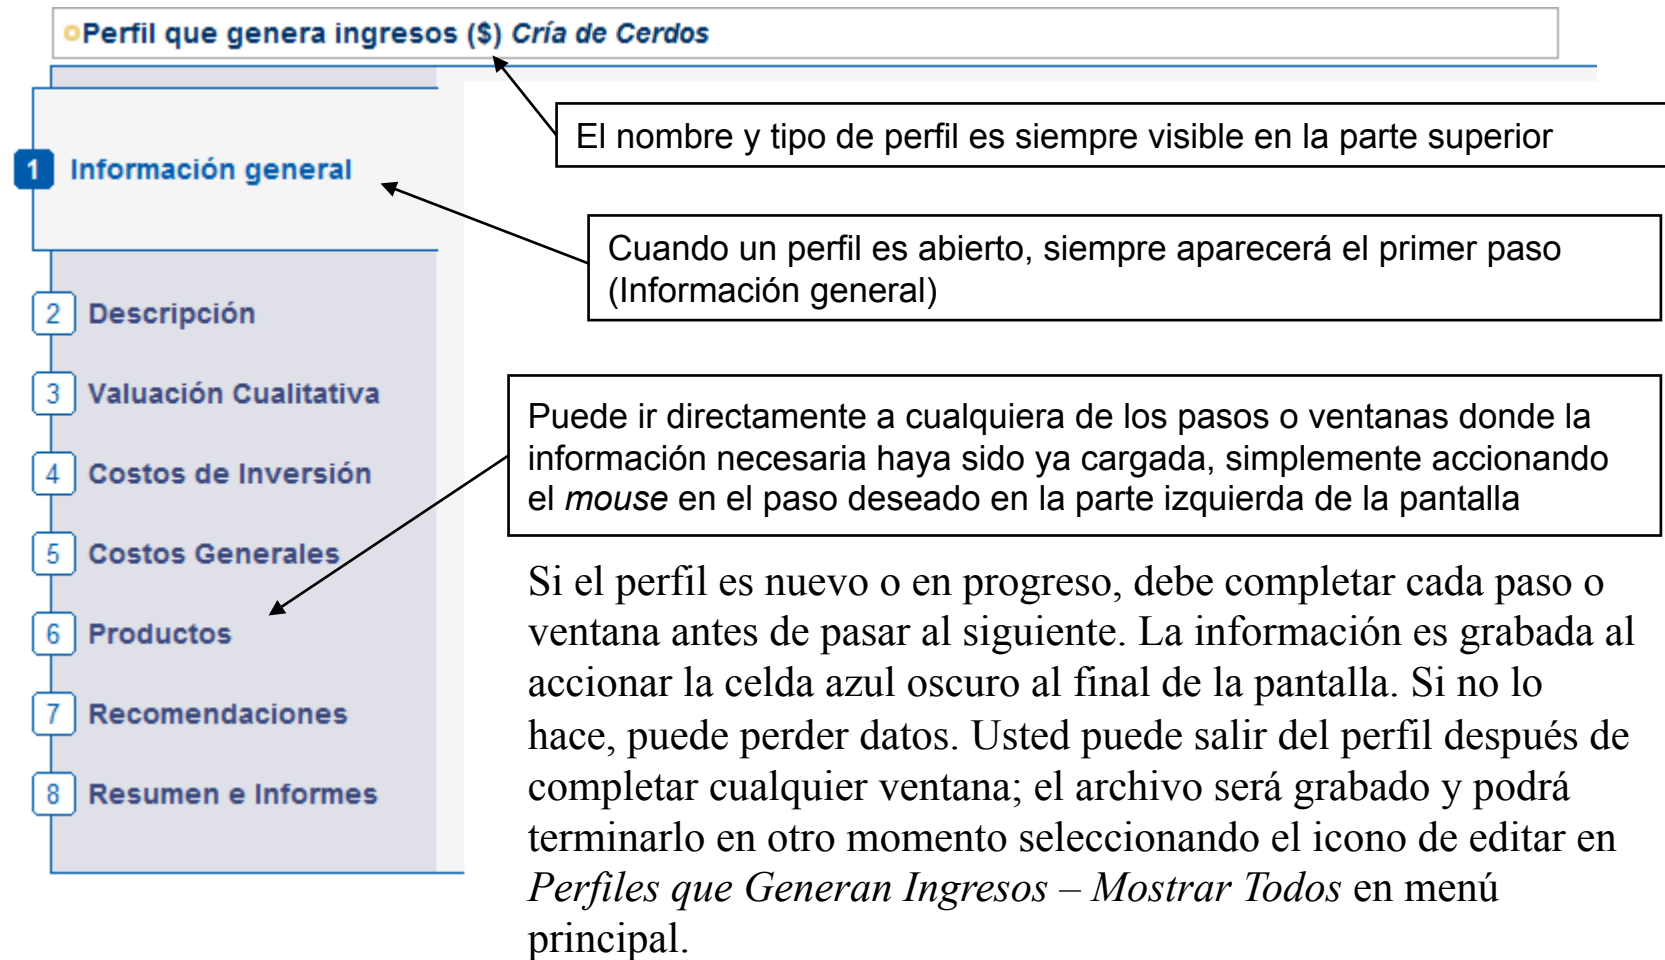 Perfil que genera ingresos ($) Cría de Cerdos
El nombre y tipo de perfil es siempre visible en la parte superior
1 Información general
Cuando un perfil es abierto, siempre aparecerá el primer paso
(Información general)
2 Descripción
3 Valuación Cualitativa
4 Costos de Inversión
5 Costos Generales
6 Productos
7 Recomendaciones
8 Resumen e Informes
Puede ir directamente a cualquiera de los pasos o ventanas donde la
información necesaria haya sido ya cargada, simplemente accionando
el mouse en el paso deseado en la parte izquierda de la pantalla
Si el perfil es nuevo o en progreso, debe completar cada paso o
ventana antes de pasar al siguiente. La información es grabada al
accionar la celda azul oscuro al final de la pantalla. Si no lo
hace, puede perder datos. Usted puede salir del perfil después de
completar cualquier ventana; el archivo será grabado y podrá
terminarlo en otro momento seleccionando el icono de editar en
Perfiles que Generan Ingresos – Mostrar Todos en menú
principal.